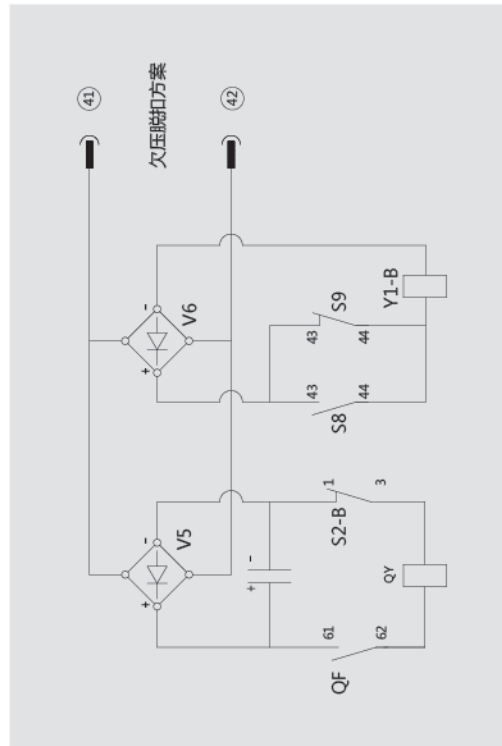 41
欠压脱扣方案
42
- +
V6
- +
V5
+ -
43 S9 44
43 S8 44
Y1-B
1 S2-B 3
61 QF 62
QY